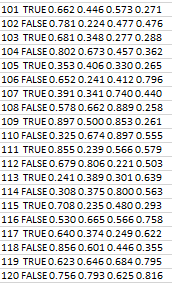 101 TRUE 0.662 0.446 0.573 0.271
102 FALSE 0.781 0.224 0.477 0.476
103 TRUE 0.681 0.348 0.277 0.288
104 FALSE 0.802 0.673 0.457 0.362
105 TRUE 0.353 0.406 0.330 0.265
106 FALSE 0.652 0.241 0.412 0.796
107 TRUE 0.391 0.341 0.740 0.440
108 FALSE 0.578 0.662 0.889 0.258
109 TRUE 0.897 0.500 0.853 0.261
110 FALSE 0.325 0.674 0.897 0.555
111 TRUE 0.855 0.239 0.566 0.579
112 FALSE 0.679 0.806 0.221 0.503
113 TRUE 0.241 0.389 0.301 0.639
114 FALSE 0.308 0.375 0.800 0.563
115 TRUE 0.708 0.235 0.480 0.293
116 FALSE 0.530 0.665 0.566 0.758
117 TRUE 0.640 0.374 0.249 0.622
118 FALSE 0.856 0.601 0.446 0.355
119 TRUE 0.623 0.646 0.684 0.795
120 FALSE 0.756 0.793 0.625 0.816